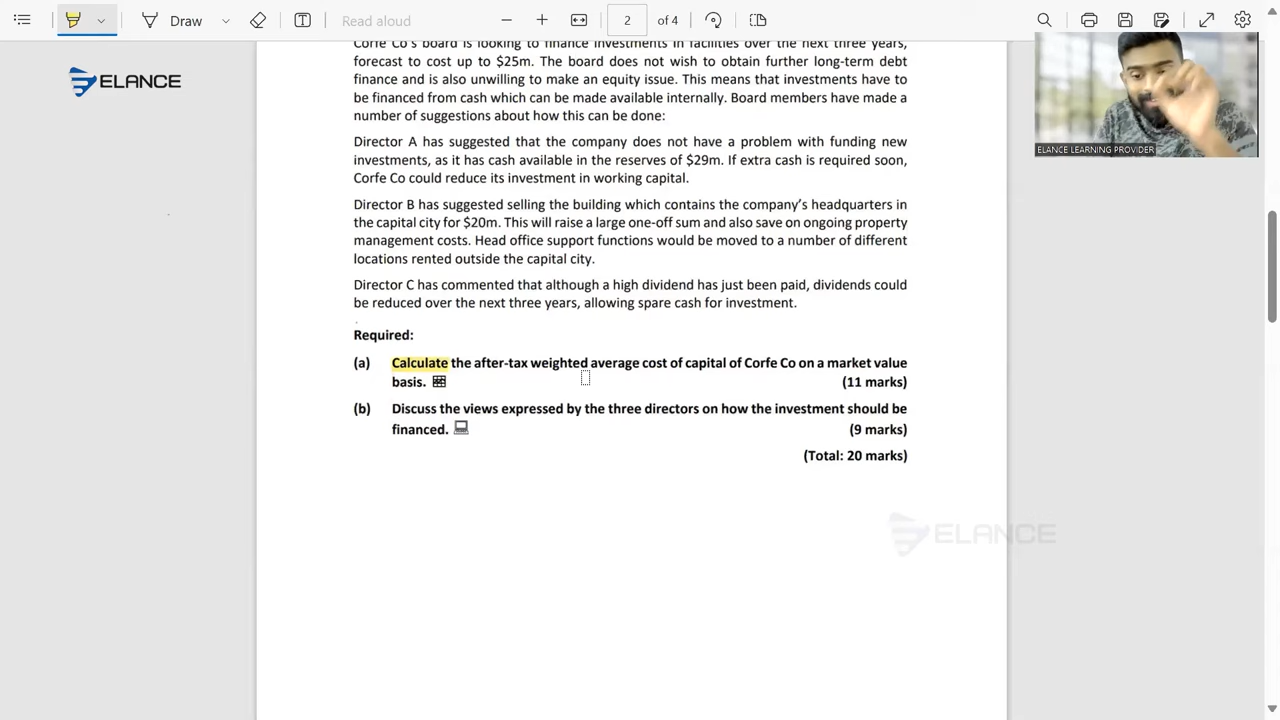 Draw
Read aloud
2
of 4
ELANCE
Corfe Co's board is looking to finance investments in facilities over the next three years,
forecast to cost up to $25m. The board does not wish to obtain further long-term debt
finance and is also unwilling to make an equity issue. This means that investments have to
be financed from cash which can be made available internally. Board members have made a
number of suggestions about how this can be done:
Director A has suggested that the company does not have a problem with funding new
investments, as it has cash available in the reserves of $29m. If extra cash is required soon,
Corfe Co could reduce its investment in working capital.
Director B has suggested selling the building which contains the company's headquarters in
the capital city for $20m. This will raise a large one-off sum and also save on ongoing property
management costs. Head office support functions would be moved to a number of different
locations rented outside the capital city.
Director C has commented that although a high dividend has just been paid, dividends could
be reduced over the next three years, allowing spare cash for investment.
Required:
(a) Calculate the after-tax weighted average cost of capital of Corfe Co on a market value
basis. (11 marks)
(b) Discuss the views expressed by the three directors on how the investment should be
financed. (9 marks)
(Total: 20 marks)
ELANCE
ELANCE LEARNING PROVIDER